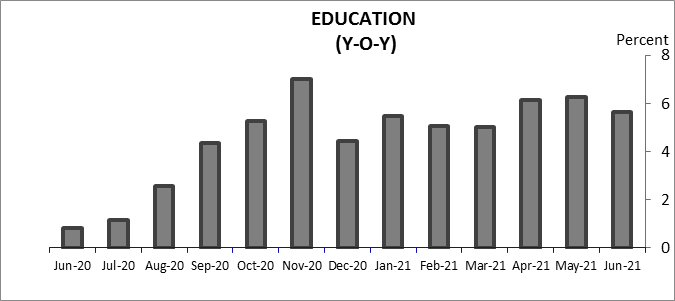 EDUCATION
(Y-O-Y)
Percent
8
6
4
2
0
Jun-20 Jul-20 Aug-20 Sep-20 Oct-20 Nov-20 Dec-20 Jan-21 Feb-21 Mar-21 Apr-21 May-21 Jun-21